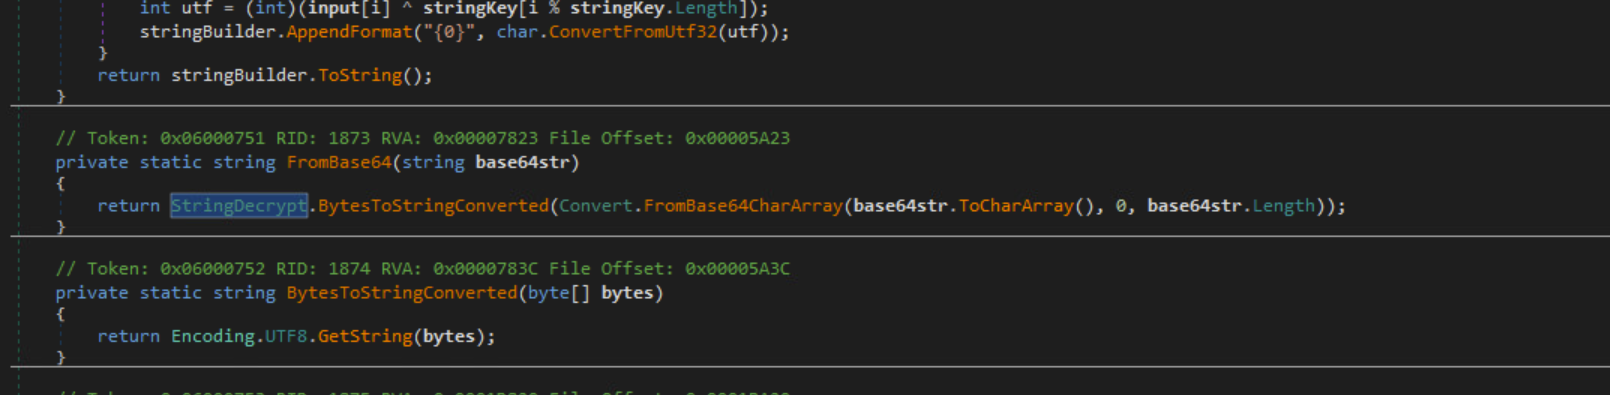 int utf = (int)(input[i] ^ stringKey[i % stringKey.Length]);
stringBuilder.AppendFormat("{0}", char.ConvertFromUtf32(utf));
}
return stringBuilder.ToString();
}
// Token: 0x06000751 RID: 1873 RVA: 0x00007823 File Offset: 0x00005A23
private static string FromBase64(string base64str)
{
return StringDecrypt.BytesToStringConverted(Convert.FromBase64CharArray(base64str.ToCharArray(), 0, base64str.Length));
}
// Token: 0x06000752 RID: 1874 RVA: 0x0000783C File Offset: 0x00005A3C
private static string BytesToStringConverted(byte[] bytes)
{
return Encoding.UTF8.GetString(bytes);
}